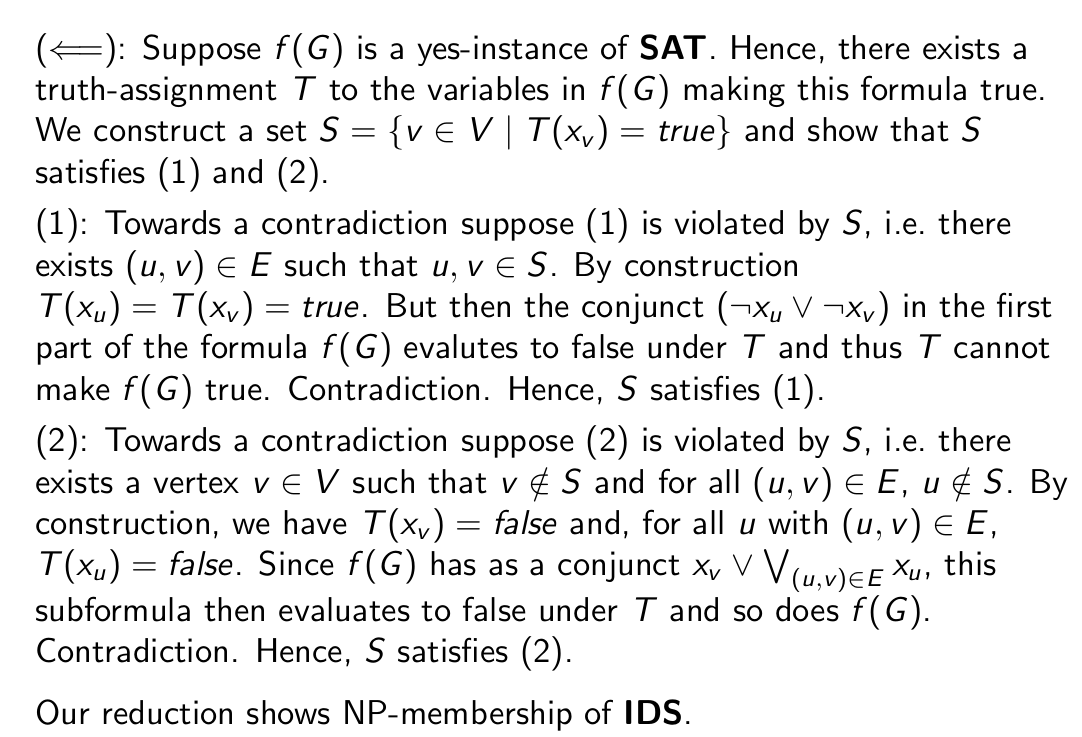 (⇐): Suppose f(G) is a yes-instance of SAT. Hence, there exists a
truth-assignment T to the variables in f(G) making this formula true.
We construct a set S = {v ∈ V | T(x_v) = true} and show that S
satisfies (1) and (2).
(1): Towards a contradiction suppose (1) is violated by S, i.e. there
exists (u, v) ∈ E such that u, v ∈ S. By construction
T(x_u) = T(x_v) = true. But then the conjunct (¬x_u ∨ ¬x_v) in the first
part of the formula f(G) evalutes to false under T and thus T cannot
make f(G) true. Contradiction. Hence, S satisfies (1).
(2): Towards a contradiction suppose (2) is violated by S, i.e. there
exists a vertex v ∈ V such that v ∉ S and for all (u, v) ∈ E, u ∉ S. By
construction, we have T(x_v) = false and, for all u with (u, v) ∈ E,
T(x_u) = false. Since f(G) has as a conjunct x_v ∨ ⋁_{(u,v)∈E} x_u, this
subformula then evaluates to false under T and so does f(G).
Contradiction. Hence, S satisfies (2).
Our reduction shows NP-membership of IDS.